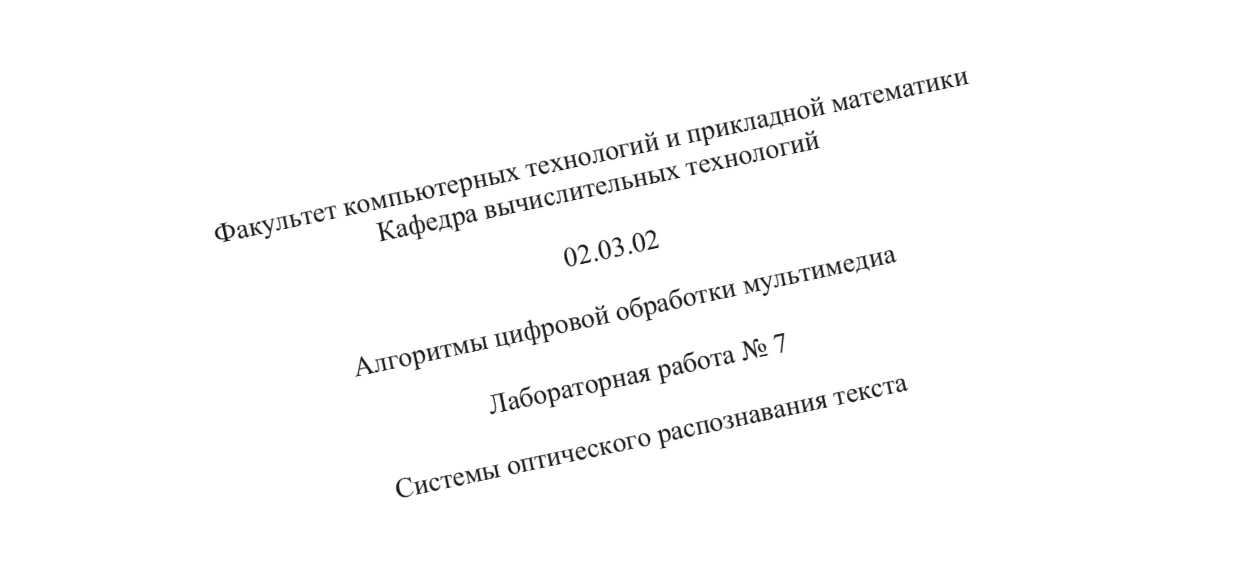 Факультет компьютерных технологий и прикладной математики
Кафедра вычислительных технологий
02.03.02
Алгоритмы цифровой обработки мультимедиа
Лабораторная работа № 7
Системы оптического распознавания текста